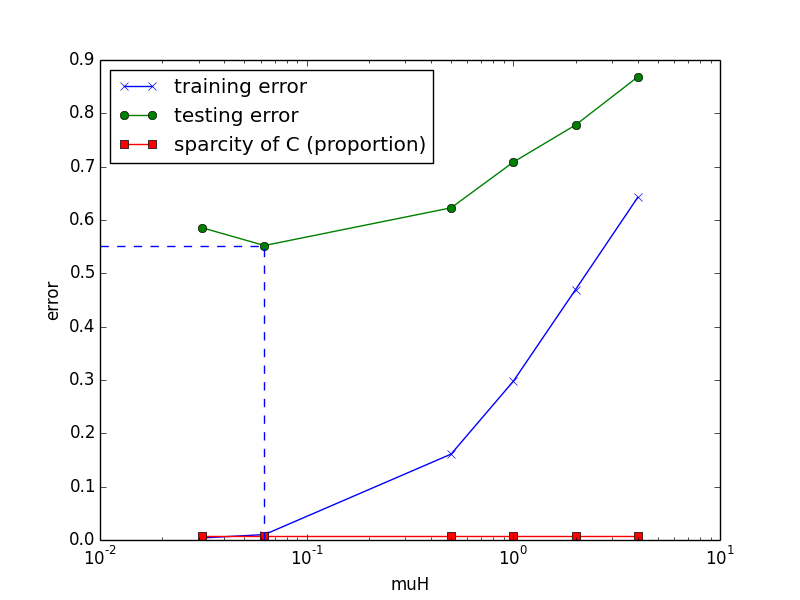 0.9
0.8
0.7
0.6
0.5
0.4
0.3
0.2
0.1
0.0
error
training error
testing error
sparcity of C (proportion)
10⁻² 10⁻¹ 10⁰ 10¹
muH